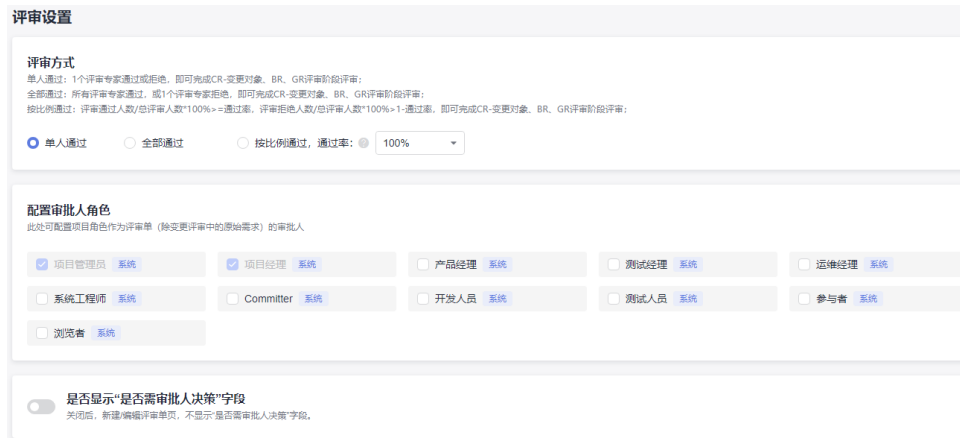 评审设置
评审方式
单人通过：1个评审专家通过或拒绝，即可完成CR-变更对象、BR、GR评审阶段评审；
全部通过：所有评审专家通过，或1个评审专家拒绝，即可完成CR-变更对象、BR、GR评审阶段评审；
按比例通过：评审通过人数/总评审人数*100%>=通过率，评审拒绝人数/总评审人数*100%>1-通过率，即可完成CR-变更对象、BR、GR评审阶段评审；
单人通过 全部通过 按比例通过，通过率： 100%
配置审批人角色
此处可配置项目角色作为评审单（除变更评审中的原始需求）的审批人
项目管理员 系统 项目经理 系统 产品经理 系统 测试经理 系统 运维经理 系统
系统工程师 系统 Committer 系统 开发人员 系统 测试人员 系统 参与者 系统
浏览者 系统
是否显示“是否需审批人决策”字段
关闭后，新建/编辑评审单页，不显示“是否需审批人决策”字段。